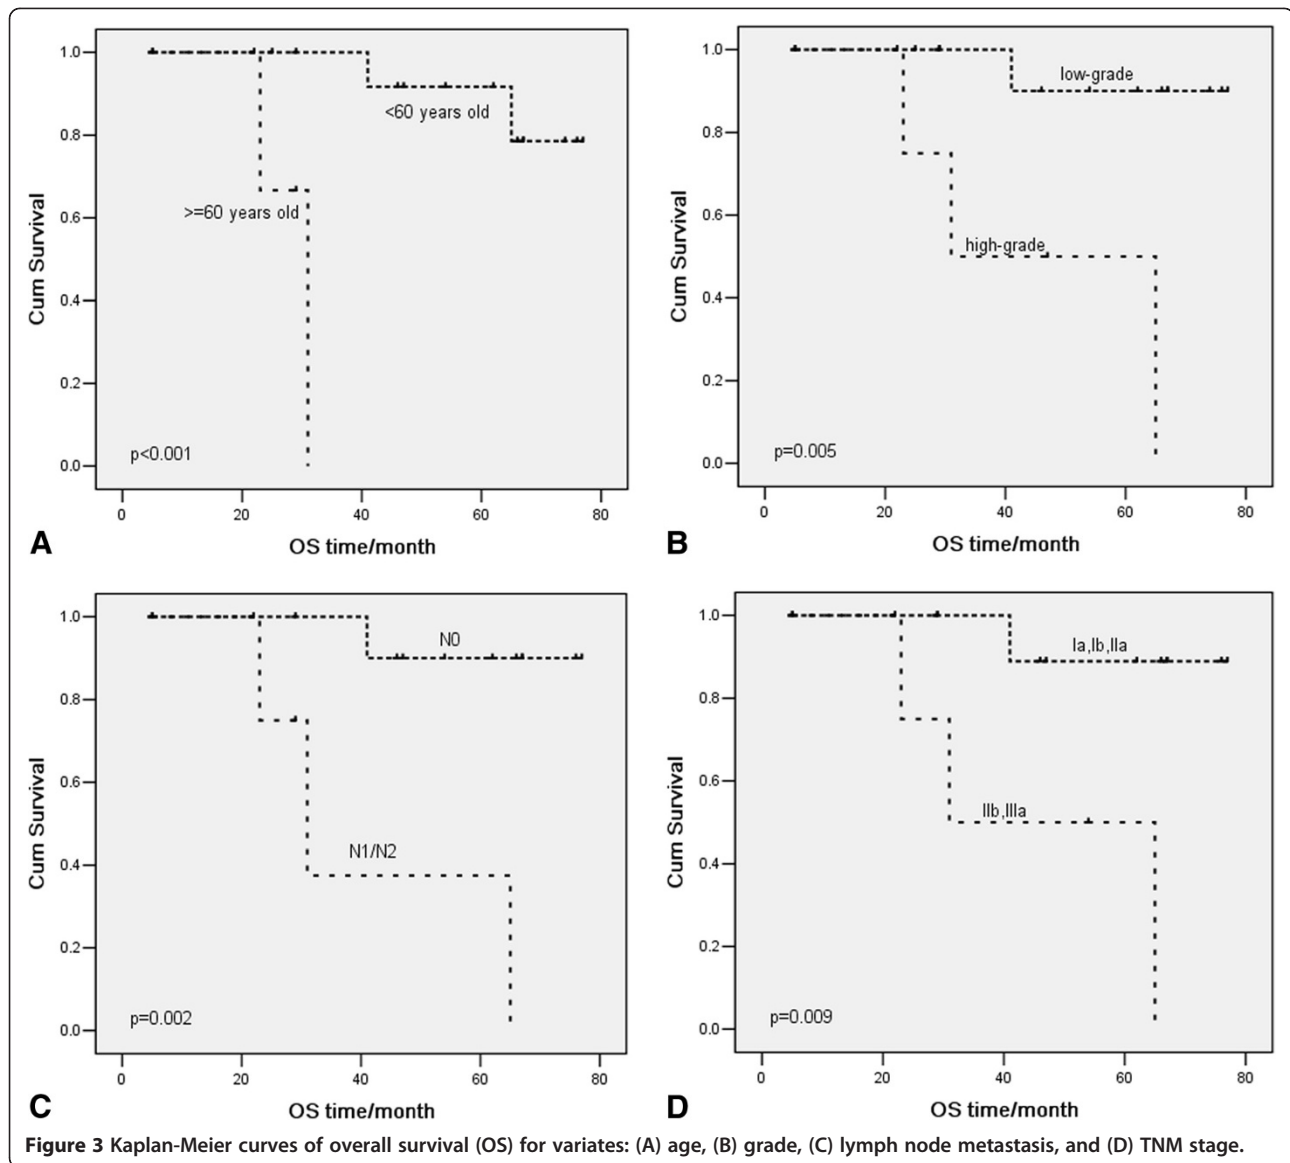 1.0
0.8
0.6
0.4
0.2
0.0
Cum Survival
<60 years old
>=60 years old
p<0.001
0 20 40 60 80
OS time/month
A
1.0
0.8
0.6
0.4
0.2
0.0
Cum Survival
low-grade
high-grade
p=0.005
0 20 40 60 80
OS time/month
B
1.0
0.8
0.6
0.4
0.2
0.0
Cum Survival
N0
N1/N2
p=0.002
0 20 40 60 80
OS time/month
C
1.0
0.8
0.6
0.4
0.2
0.0
Cum Survival
Ia,Ib,IIa
IIb,IIIa
p=0.009
0 20 40 60 80
OS time/month
D
Figure 3 Kaplan-Meier curves of overall survival (OS) for variates: (A) age, (B) grade, (C) lymph node metastasis, and (D) TNM stage.